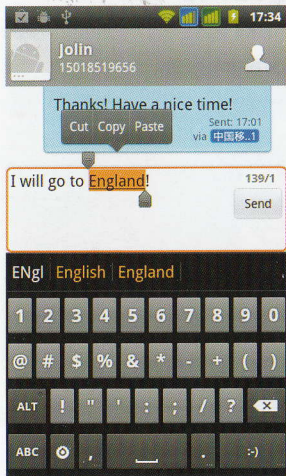 17:34
Jolin
15018519656
Thanks! Have a nice time!
Cut Copy Paste
Sent: 17:01
via 中国移..1
I will go to England!
139/1
Send
ENgl English England
1 2 3 4 5 6 7 8 9 0
@ # $ % & * - + ( )
ALT ! " ' : ; / ?
ABC , . :-)